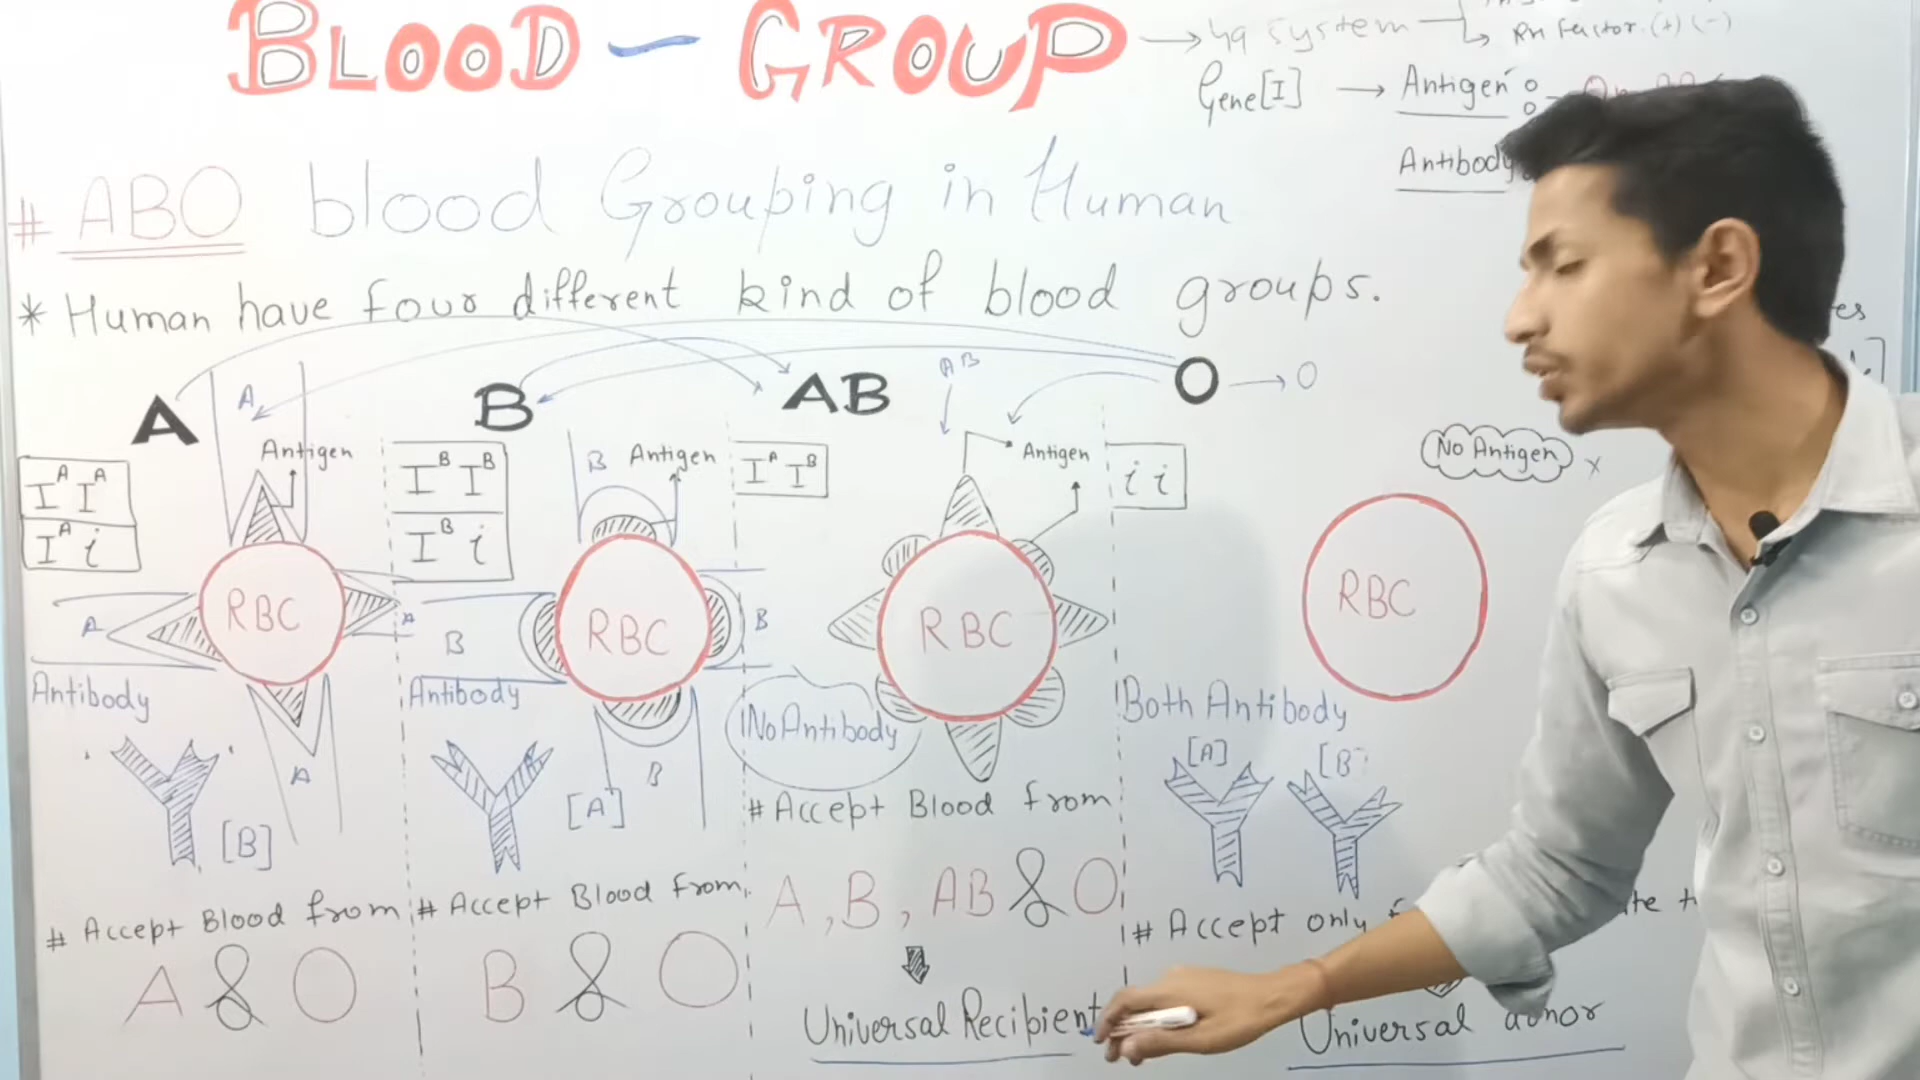 BLOOD - GROUP
system
Rh factor. (+) (-)
Gene[I] → Antigen
Antibody
# ABO blood Grouping in Human
* Human have four different kind of blood groups.
A
B
AB
O → O
A
A B
Antigen
B Antigen
Antigen
No Antigen x
I^A I^A
I^A i
I^B I^B
I^B i
I^A I^B
i i
RBC
RBC
RBC
RBC
A
A
B
B
Antibody
Antibody
No Antibody
Both Antibody
A
B
[B]
[A]
[A]
[B]
# Accept Blood from
A & O
# Accept Blood from
B & O
# Accept Blood from
A, B, AB & O
Universal Recipient
# Accept only
Universal donor